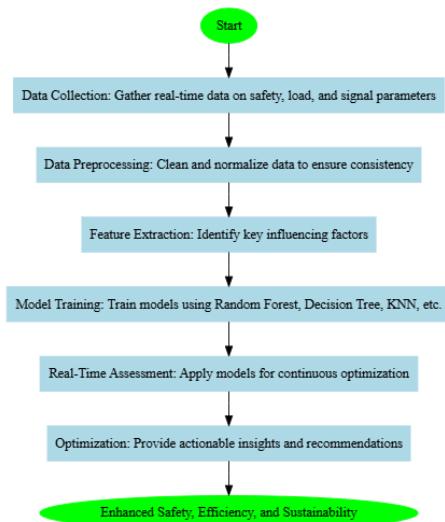 Start
Data Collection: Gather real-time data on safety, load, and signal parameters
Data Preprocessing: Clean and normalize data to ensure consistency
Feature Extraction: Identify key influencing factors
Model Training: Train models using Random Forest, Decision Tree, KNN, etc.
Real-Time Assessment: Apply models for continuous optimization
Optimization: Provide actionable insights and recommendations
Enhanced Safety, Efficiency, and Sustainability